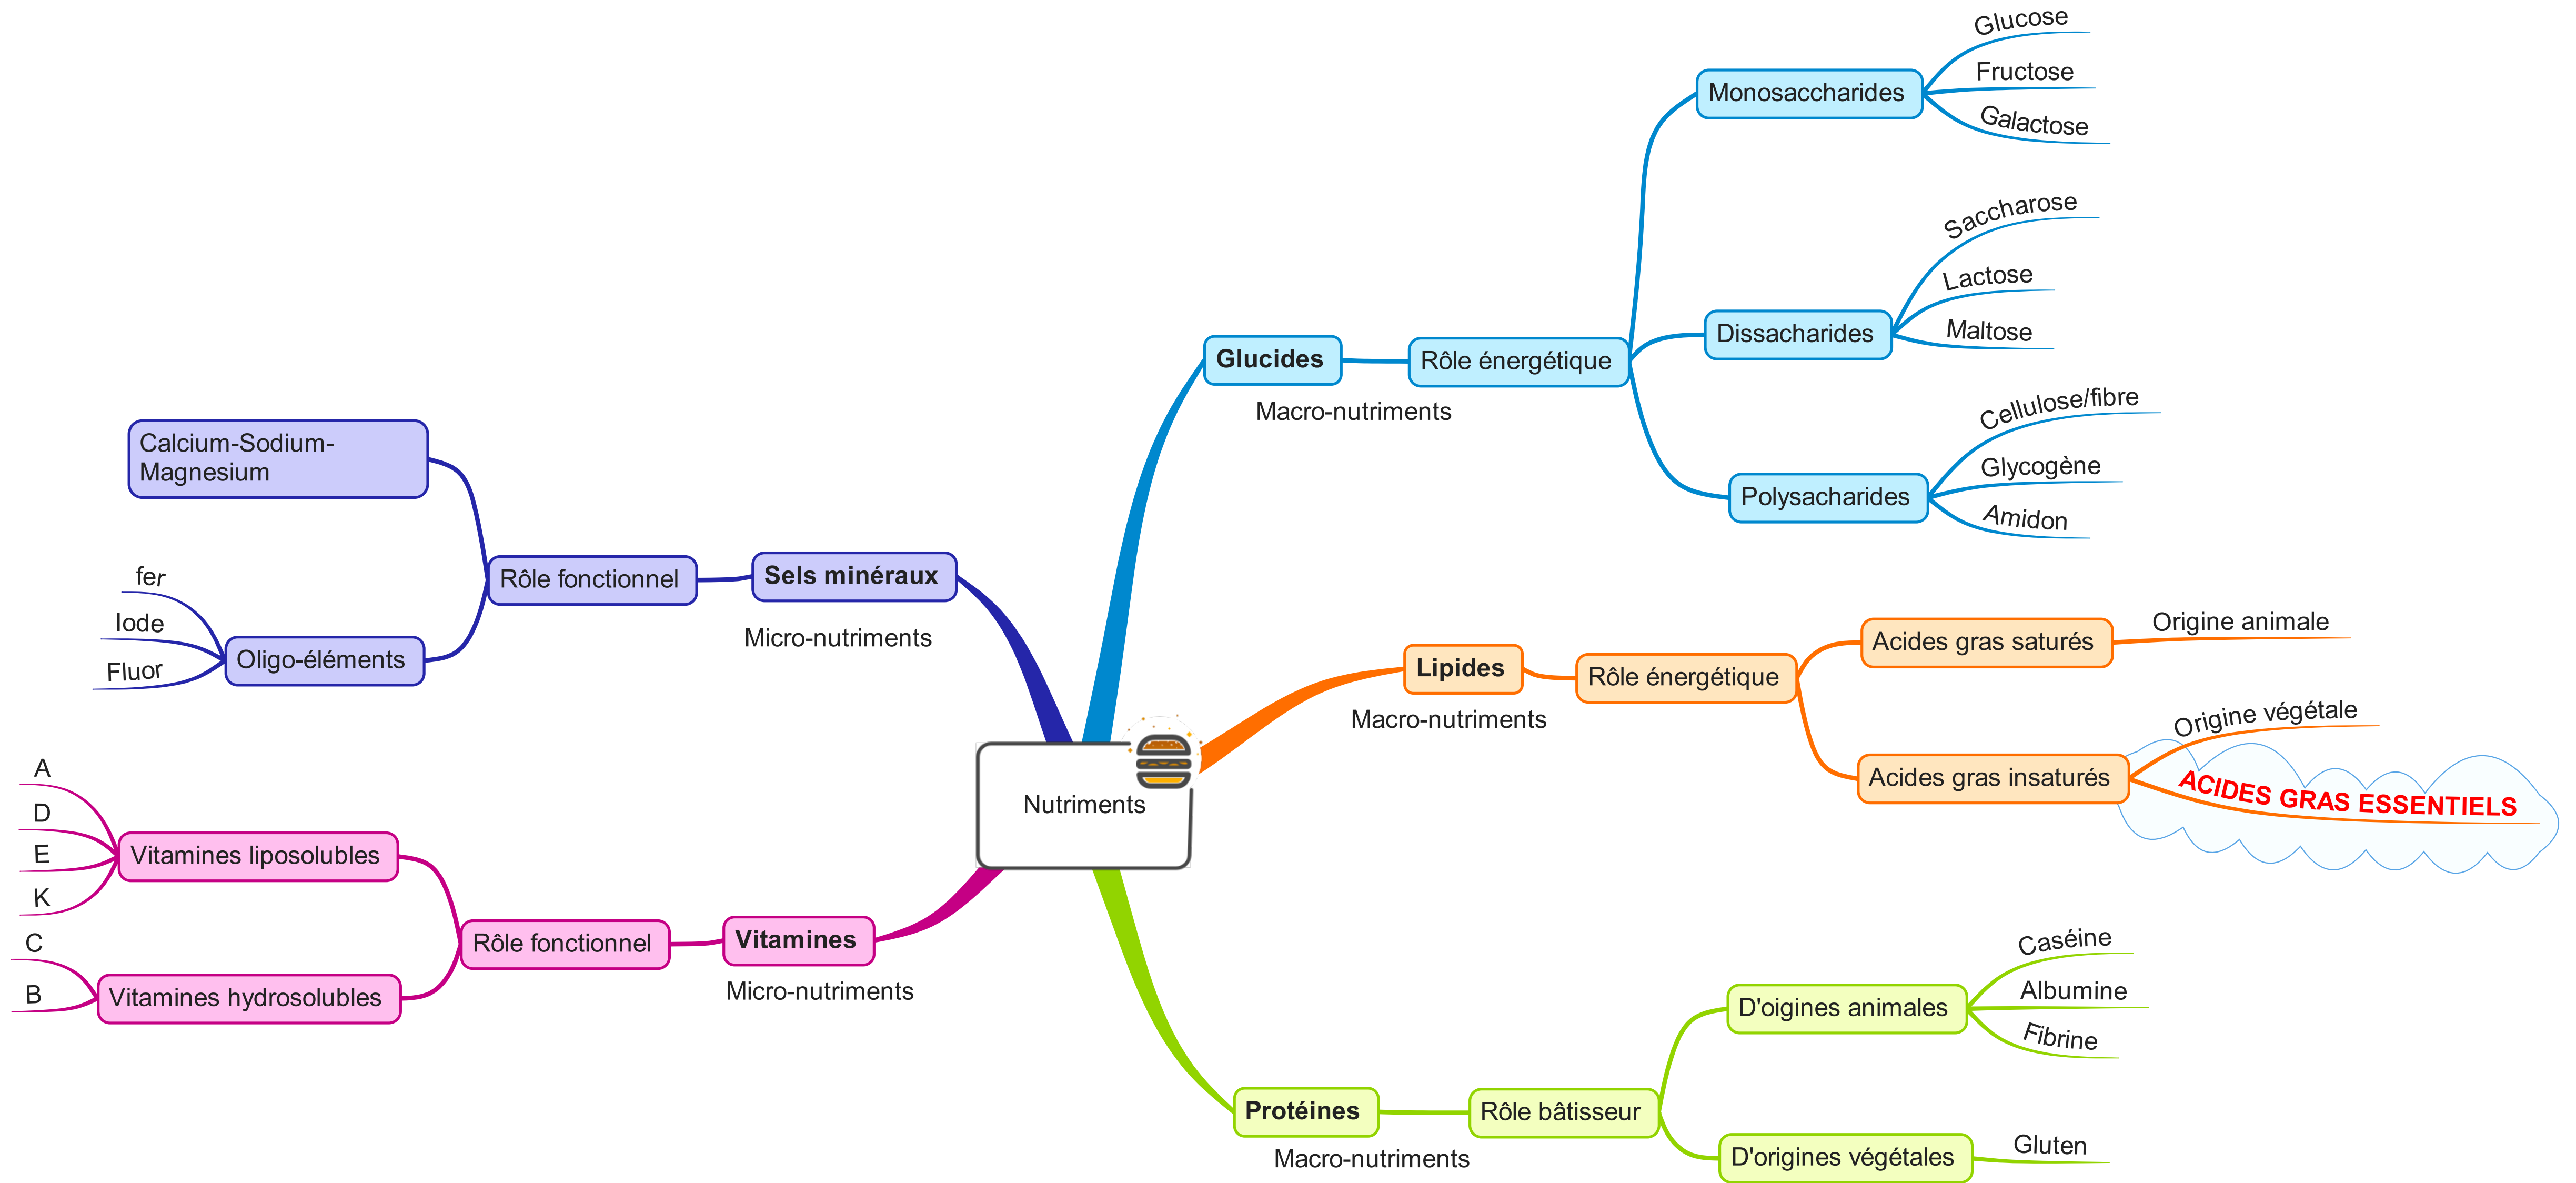 Nutriments
Glucides
Macro-nutriments
Rôle énergétique
Monosaccharides
Glucose
Fructose
Galactose
Dissacharides
Saccharose
Lactose
Maltose
Polysacharides
Cellulose/fibre
Glycogène
Amidon
Lipides
Macro-nutriments
Rôle énergétique
Acides gras saturés
Origine animale
Acides gras insaturés
Origine végétale
ACIDES GRAS ESSENTIELS
Protéines
Macro-nutriments
Rôle bâtisseur
D'oigines animales
Caséine
Albumine
Fibrine
D'origines végétales
Gluten
Sels minéraux
Micro-nutriments
Rôle fonctionnel
Calcium-Sodium-
Magnesium
Oligo-éléments
fer
Iode
Fluor
Vitamines
Micro-nutriments
Rôle fonctionnel
Vitamines liposolubles
A
D
E
K
Vitamines hydrosolubles
C
B